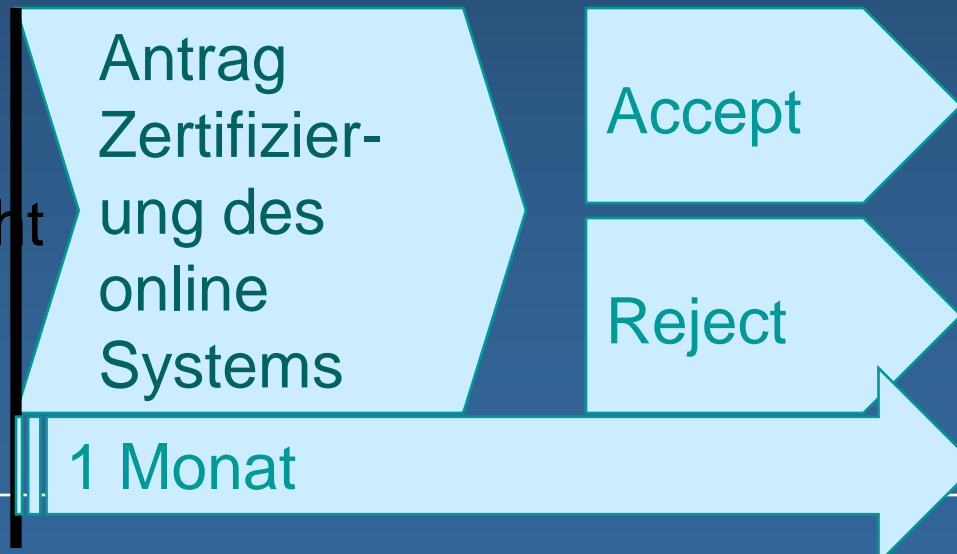 Antrag
Zertifizier-
ung des
online
Systems
Accept
Reject
1 Monat